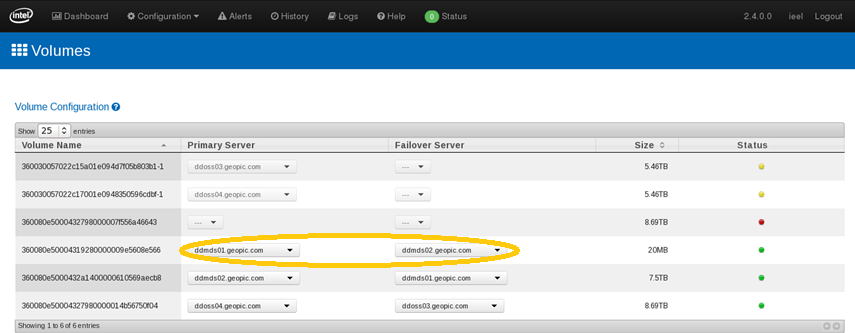 intel Dashboard Configuration Alerts History Logs Help 0 Status 2.4.0.0 ieel Logout
Volumes
Volume Configuration
Show 25 entries
Volume Name Primary Server Failover Server Size Status
360030057022c15a01e094d7f05b803b1-1 ddoss03.geopic.com --- 5.46TB
360030057022c17001e0948350596cdbf-1 ddoss04.geopic.com --- 5.46TB
360080e5000432798000007f556a46643 --- --- 8.69TB
360080e50004319280000009e5608e566 ddmds01.geopic.com ddmds02.geopic.com 20MB
360080e5000432a1400000610569aecb8 ddmds02.geopic.com ddmds01.geopic.com 7.5TB
360080e50004327980000014b56750f04 ddoss04.geopic.com ddoss03.geopic.com 8.69TB
Showing 1 to 6 of 6 entries